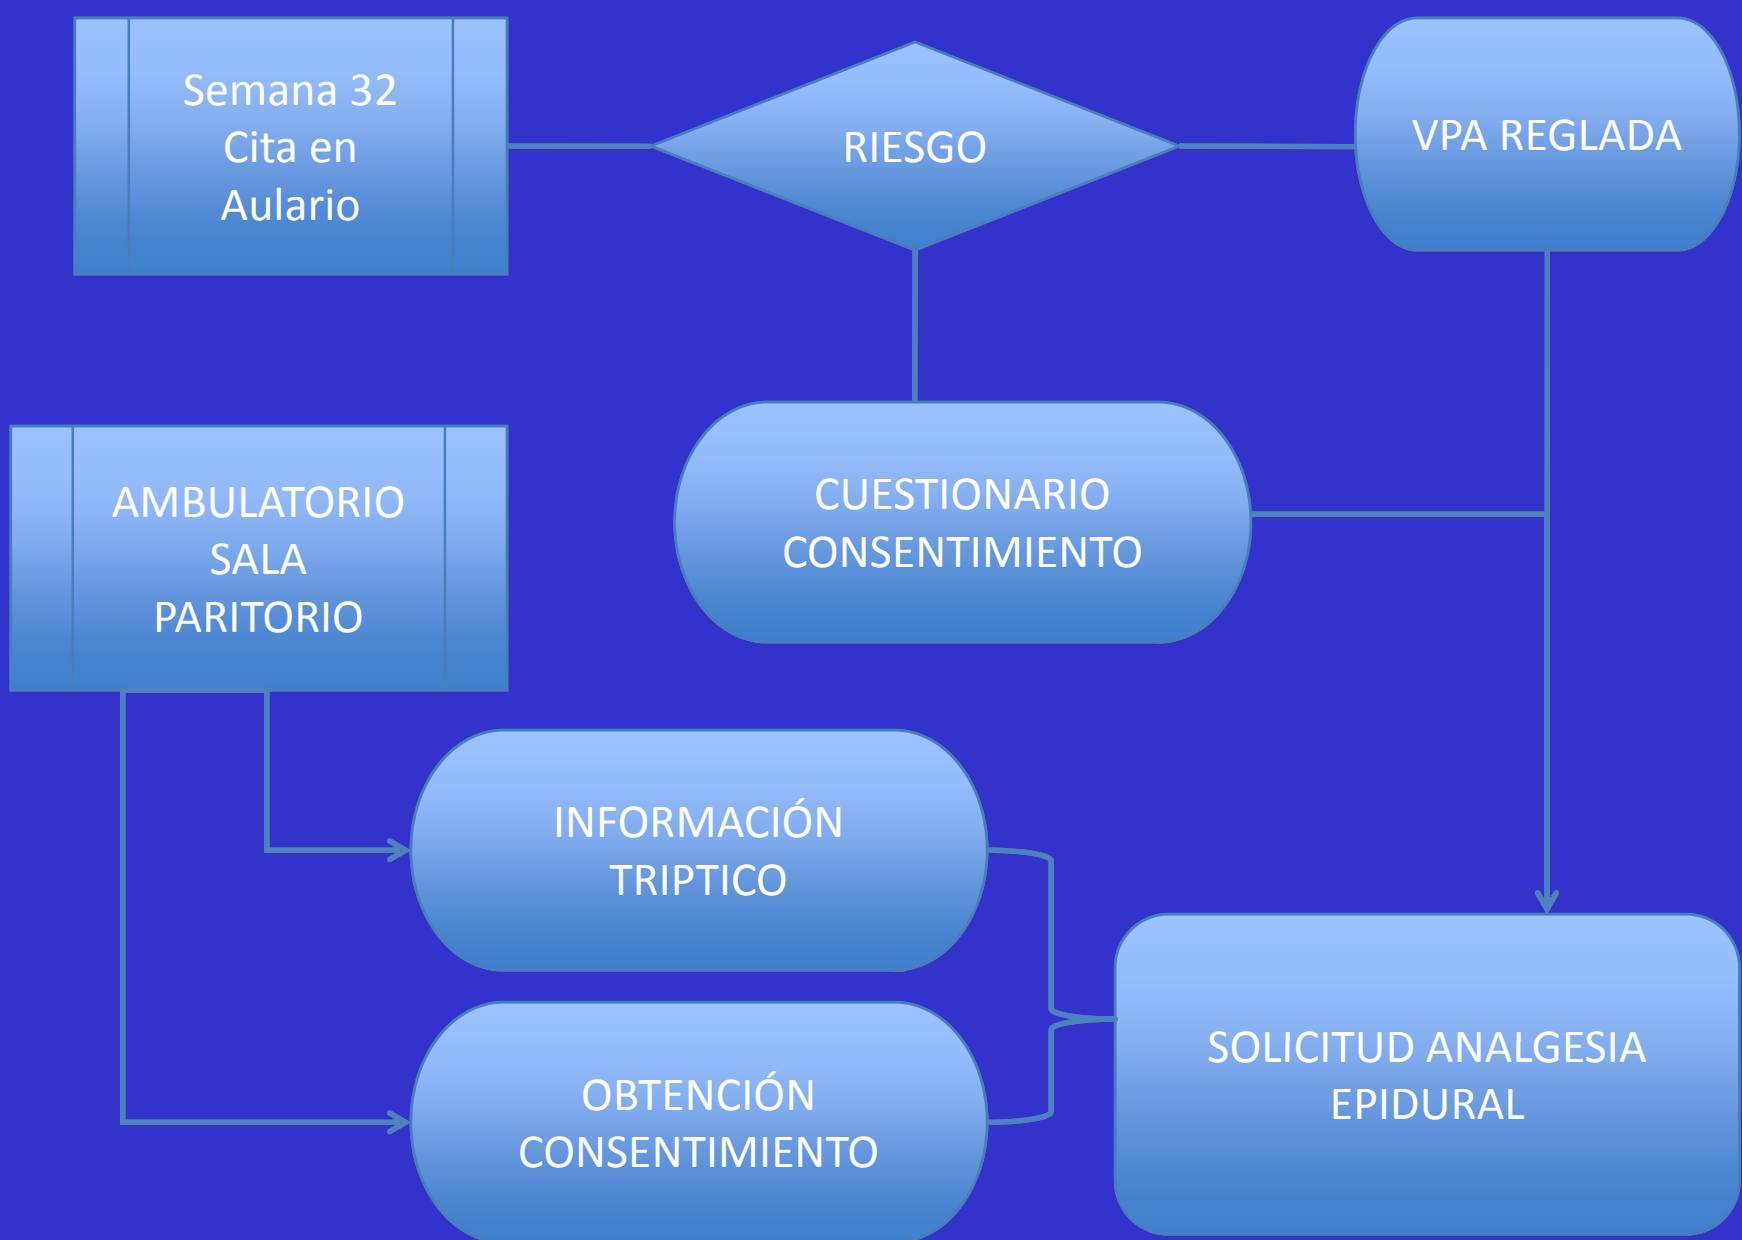 Semana 32
Cita en
Aulario
RIESGO
VPA REGLADA
AMBULATORIO
SALA
PARITORIO
CUESTIONARIO
CONSENTIMIENTO
INFORMACIÓN
TRIPTICO
OBTENCIÓN
CONSENTIMIENTO
SOLICITUD ANALGESIA
EPIDURAL